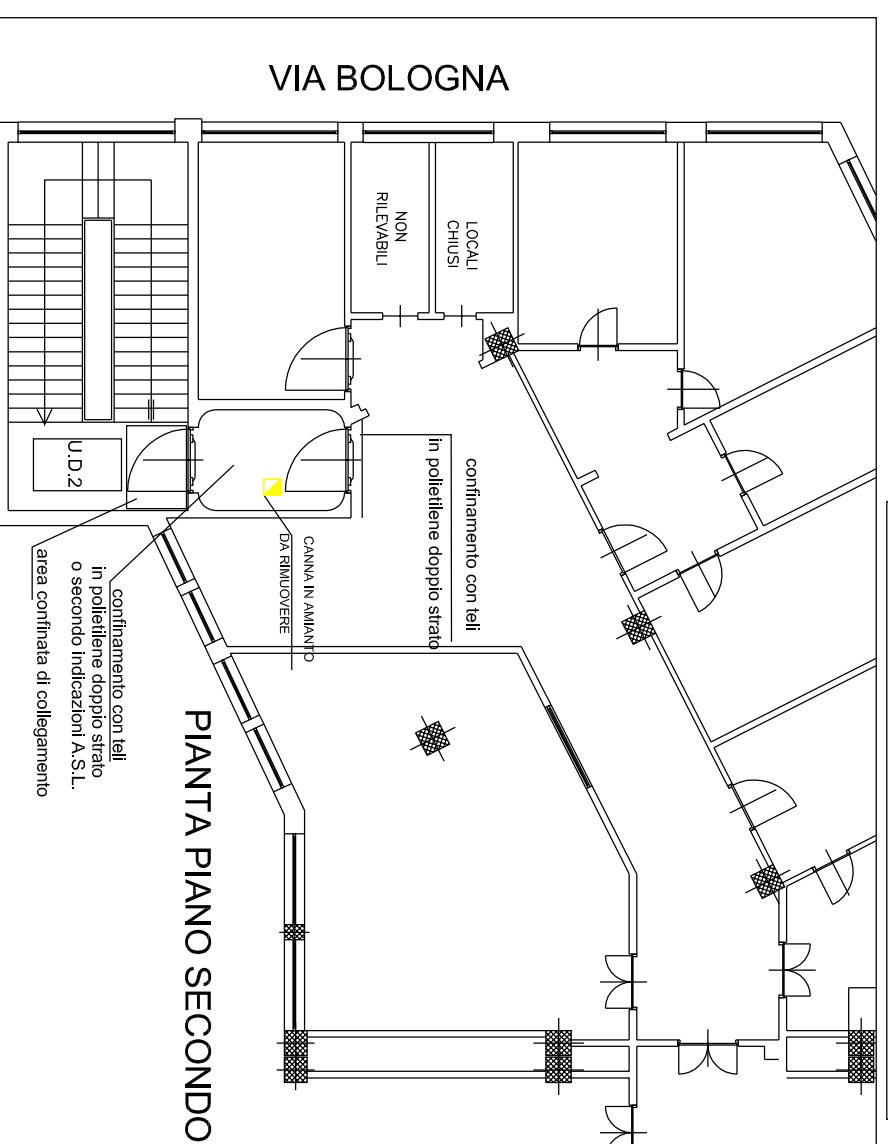 VIA BOLOGNA
NON
RILEVABILI
LOCALI
CHIUSI
confinamento con teli
in polietilene doppio strato
U.D.2
CANNA IN AMIANTO
DA RIMUOVERE
confinamento con teli
in polietilene doppio strato
o secondo indicazioni A.S.L.
area confinata di collegamento
PIANTA PIANO SECONDO